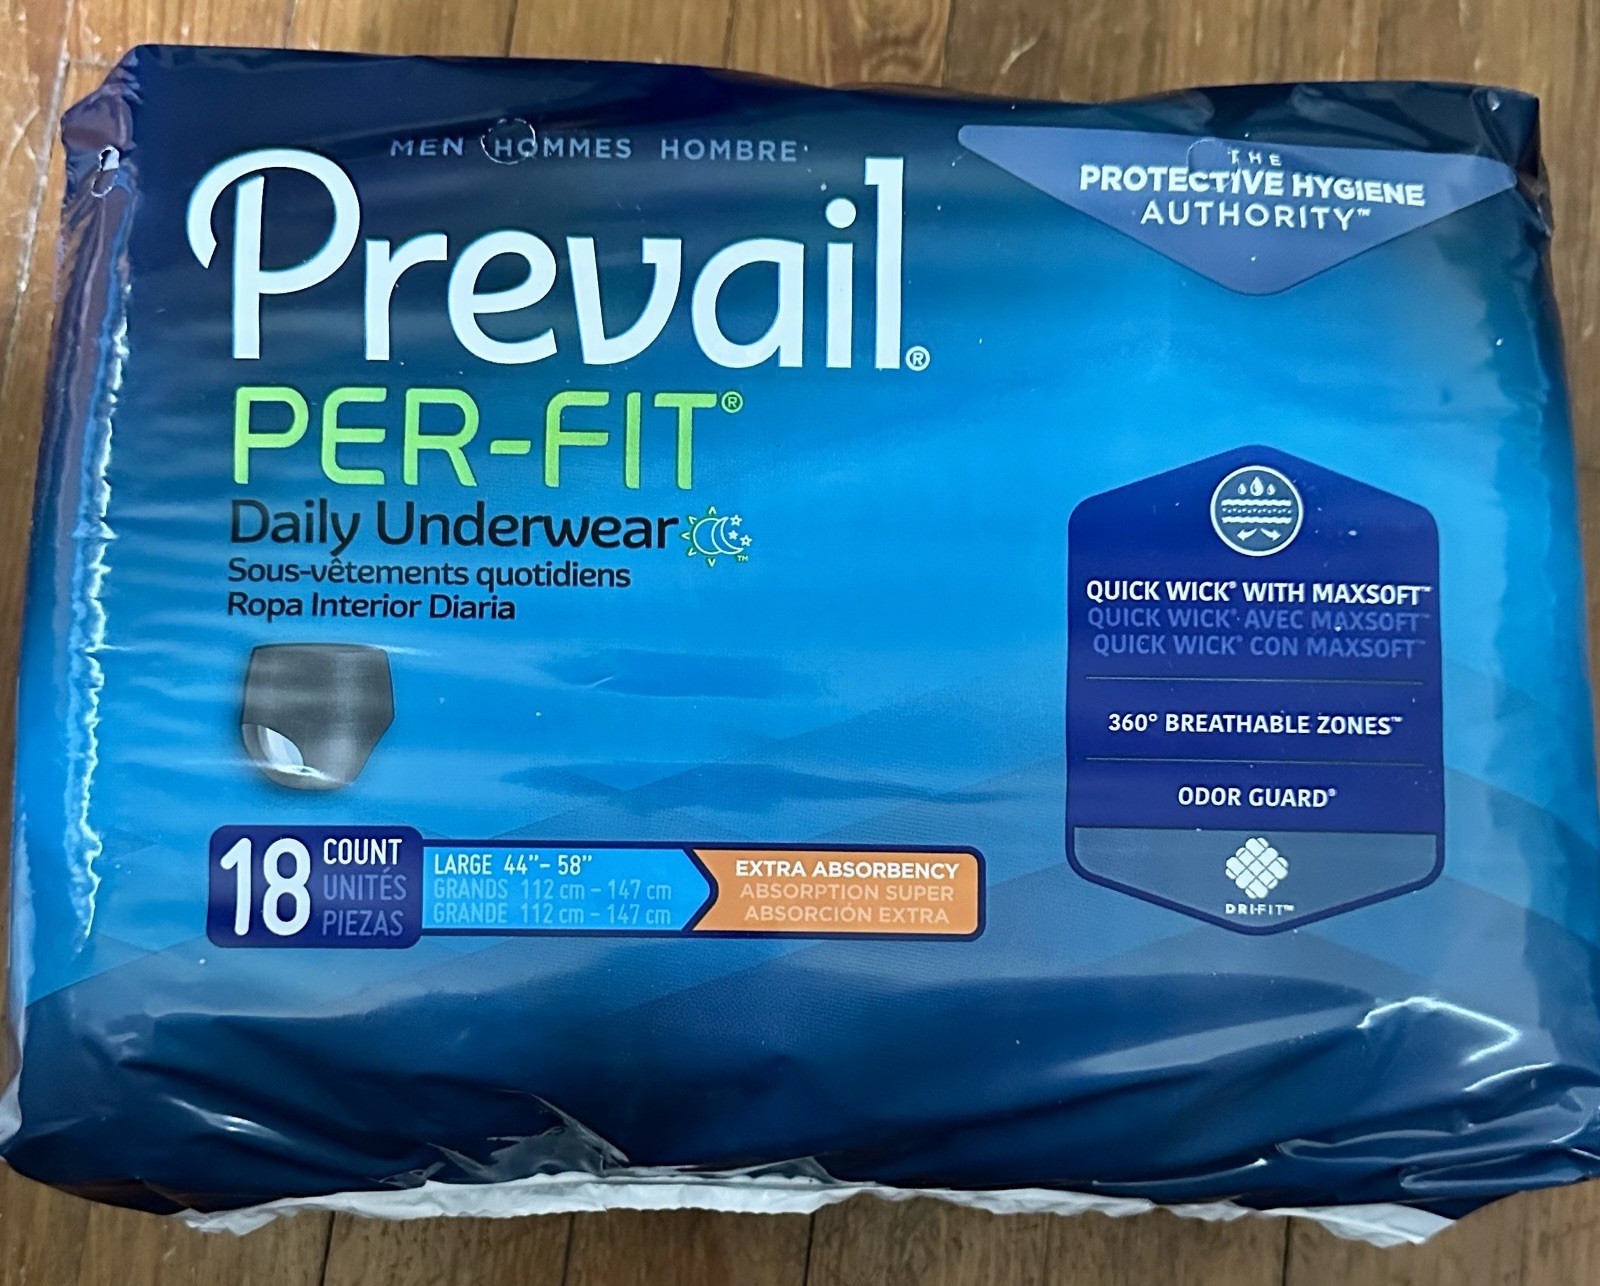 MEN HOMMES HOMBRE
Prevail®
PER-FIT®
Daily Underwear™
Sous-vêtements quotidiens
Ropa Interior Diaria
18 COUNT
UNITÉS
PIEZAS
LARGE 44”- 58”
GRANDS 112 cm – 147 cm
GRANDE 112 cm – 147 cm
EXTRA ABSORBENCY
ABSORPTION SUPER
ABSORCIÓN EXTRA
THE
PROTECTIVE HYGIENE
AUTHORITY™
QUICK WICK® WITH MAXSOFT™
QUICK WICK® AVEC MAXSOFT™
QUICK WICK® CON MAXSOFT™
360° BREATHABLE ZONES™
ODOR GUARD®
DRI-FIT™